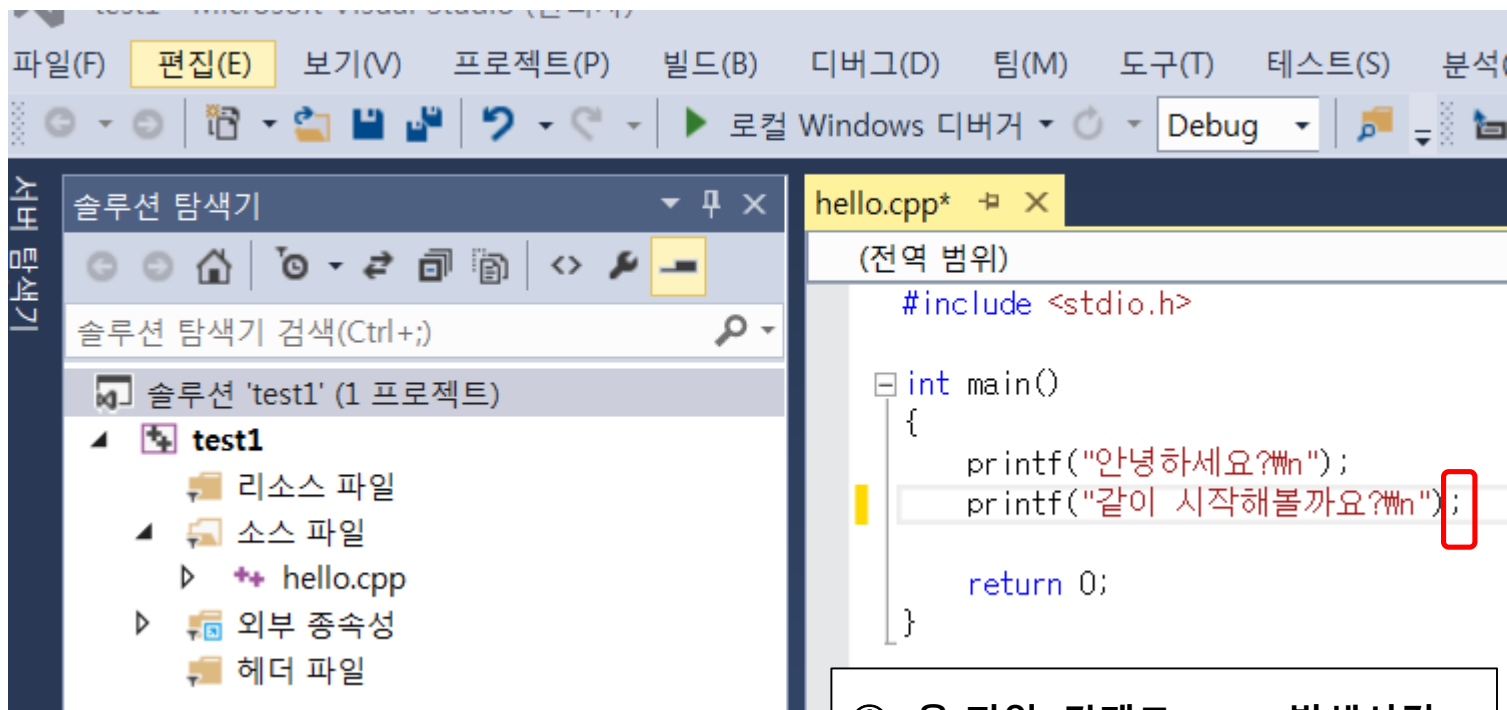 파일(F) 편집(E) 보기(V) 프로젝트(P) 빌드(B) 디버그(D) 팀(M) 도구(T) 테스트(S) 분석(
로컬 Windows 디버거 Debug
서버 탐색기
솔루션 탐색기
솔루션 탐색기 검색(Ctrl+;)
솔루션 'test1' (1 프로젝트)
test1
리소스 파일
소스 파일
hello.cpp
외부 종속성
헤더 파일
hello.cpp*
(전역 범위)
#include <stdio.h>
int main()
{
printf("안녕하세요?₩n");
printf("같이 시작해볼까요?₩n");
return 0;
}